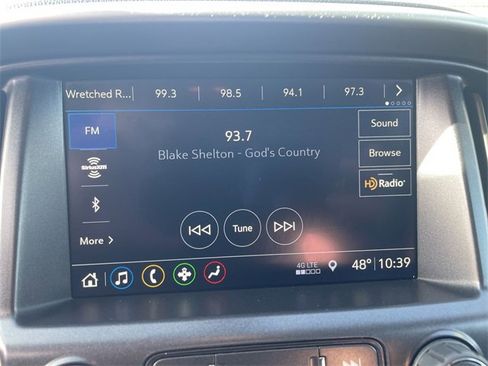 Wretched R... 99.3 98.5 94.1 97.3
FM
93.7
Blake Shelton - God's Country
Sound
Browse
HD Radio
SiriusXM
Tune
More
4G LTE
48° 10:39